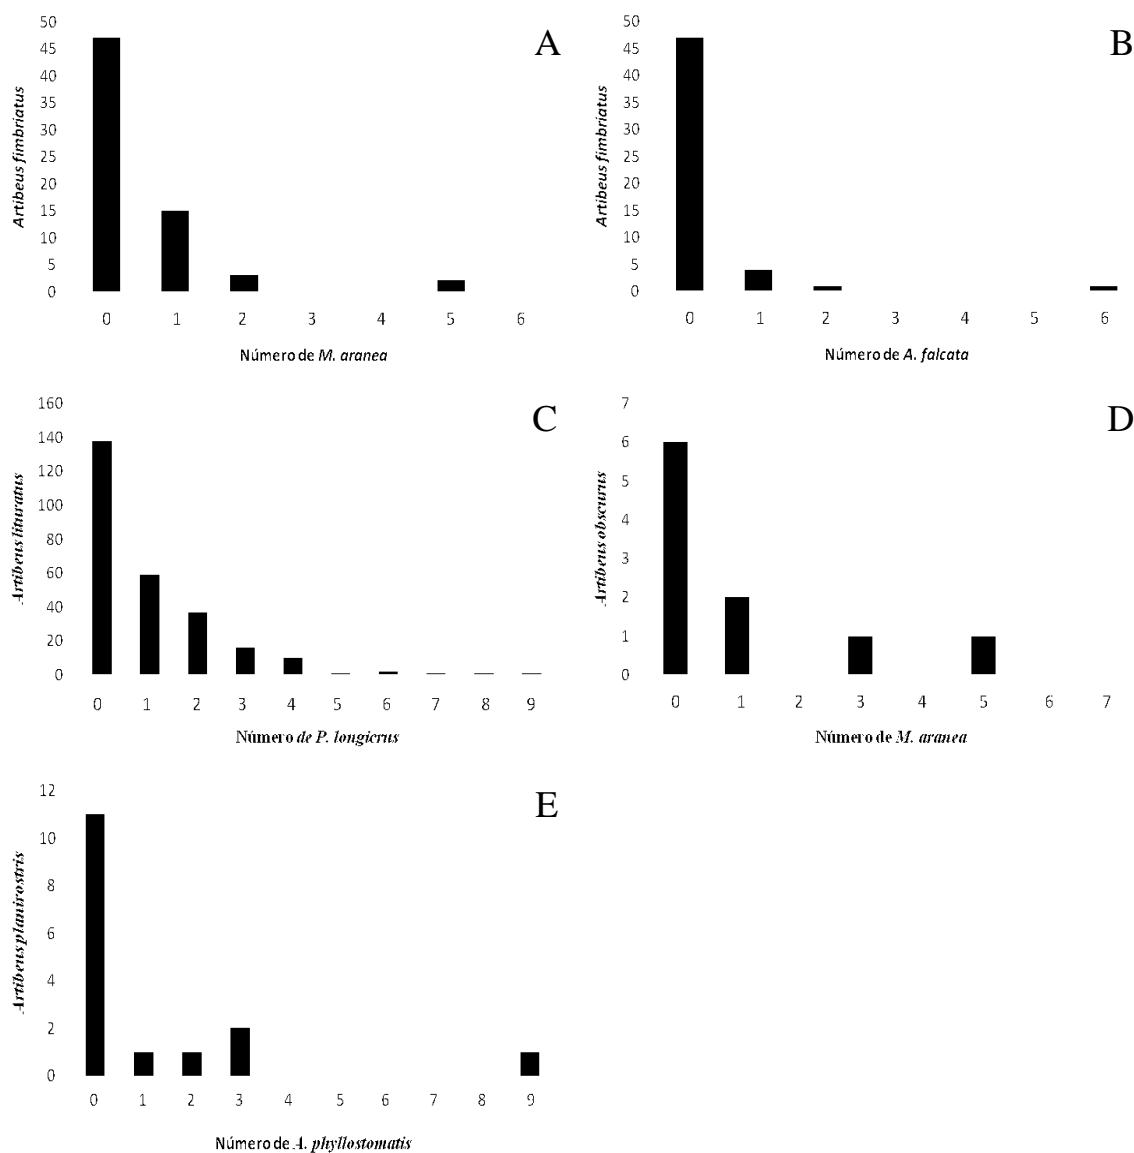 A
Artibeus fimbriatus
50
45
40
35
30
25
20
15
10
5
0
0 1 2 3 4 5 6
Número de M. aranea
B
Artibeus fimbriatus
50
45
40
35
30
25
20
15
10
5
0
0 1 2 3 4 5 6
Número de A. falcata
C
Artibeus lituratus
160
140
120
100
80
60
40
20
0
0 1 2 3 4 5 6 7 8 9
Número de P. longicrus
D
Artibeus obscurus
7
6
5
4
3
2
1
0
0 1 2 3 4 5 6 7
Número de M. aranea
E
Artibeus planirostris
12
10
8
6
4
2
0
0 1 2 3 4 5 6 7 8 9
Número de A. phyllostomatis